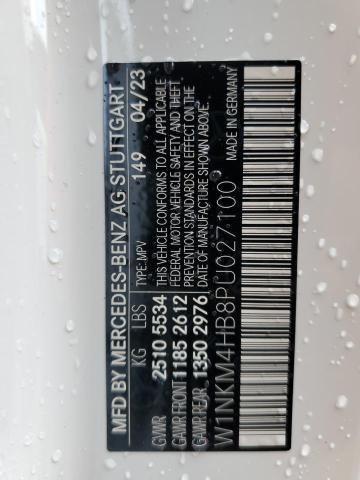 MFD BY MERCEDES-BENZ AG STUTTGART
KG LBS TYPE:MPV 149 04/23
GVWR 2510 5534 THIS VEHICLE CONFORMS TO ALL APPLICABLE
GAWR FRONT 1185 2612 FEDERAL MOTOR VEHICLE SAFETY AND THEFT
GAWR REAR 1350 2976 PREVENTION STANDARDS IN EFFECT ON THE
DATE OF MANUFACTURE SHOWN ABOVE.
W1NKM4HB8PU027100 MADE IN GERMANY